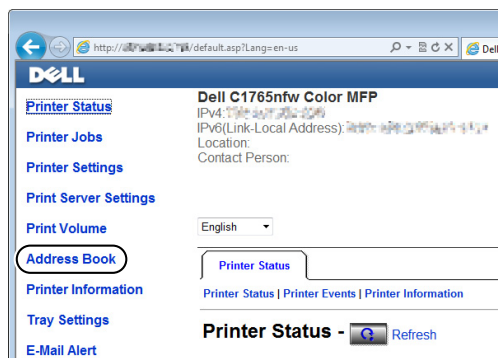 http:// /default.asp?Lang=en-us
Dell
DELL
Printer Status
Printer Jobs
Printer Settings
Print Server Settings
Print Volume
Address Book
Printer Information
Tray Settings
E-Mail Alert
Dell C1765nfw Color MFP
IPv4:
IPv6(Link-Local Address):
Location:
Contact Person:
English
Printer Status
Printer Status | Printer Events | Printer Information
Printer Status -
Refresh